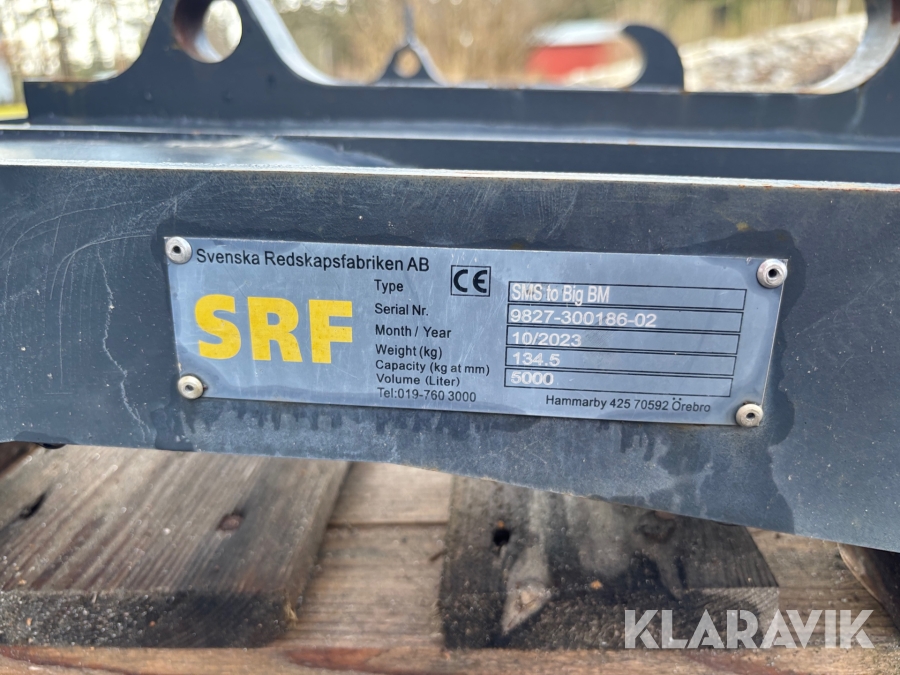 Svenska Redskapsfabriken AB
CE
SRF
Type SMS to Big BM
Serial Nr. 9827-300186-02
Month / Year 10/2023
Weight (kg) 134.5
Capacity (kg at mm) 5000
Volume (Liter)
Tel:019-760 3000
Hammarby 425 70592 Örebro
KLARAVIK